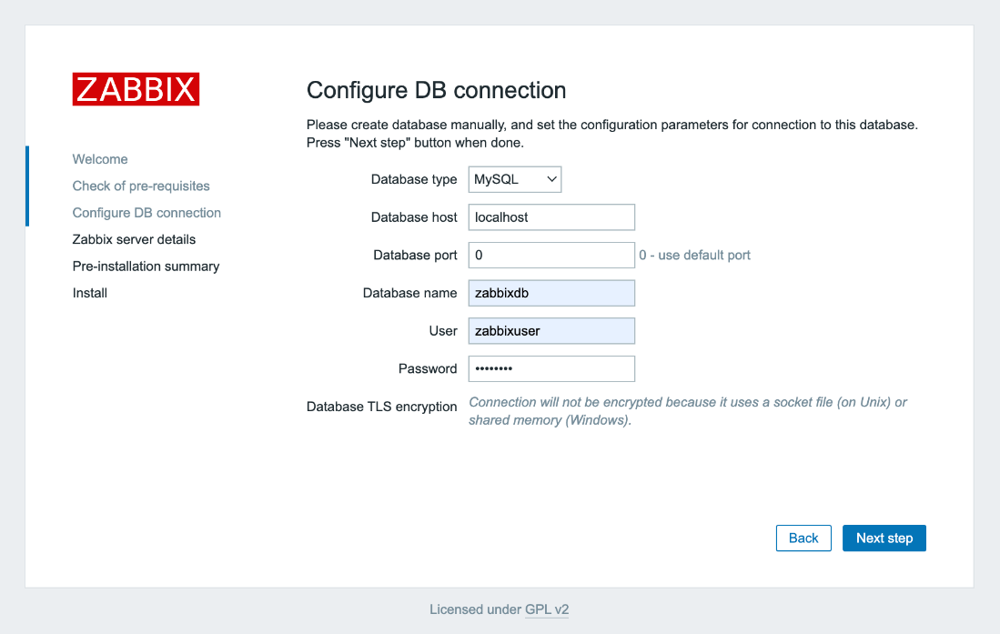 ZABBIX
Welcome
Check of pre-requisites
Configure DB connection
Zabbix server details
Pre-installation summary
Install
Configure DB connection
Please create database manually, and set the configuration parameters for connection to this database.
Press "Next step" button when done.
Database type MySQL
Database host localhost
Database port 0 0 - use default port
Database name zabbixdb
User zabbixuser
Password ••••••••
Database TLS encryption Connection will not be encrypted because it uses a socket file (on Unix) or
shared memory (Windows).
Back Next step
Licensed under GPL v2